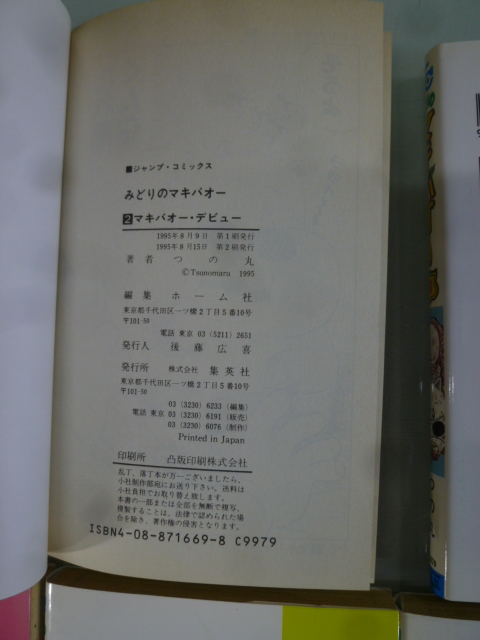 ■ジャンプ・コミックス
みどりのマキバオー
2マキバオー・デビュー
1995年8月9日 第1刷発行
1995年8月15日 第2刷発行
著者 つの丸
©Tsunomaru 1995
編集 ホーム社
東京都千代田区一ツ橋2丁目5番10号
〒101-50
電話 東京 03 (5211) 2651
発行人 後藤広喜
発行所 株式会社 集英社
東京都千代田区一ツ橋2丁目5番10号
〒101-50
03 (3230) 6233 (編集)
電話 東京 03 (3230) 6191 (販売)
03 (3230) 6076 (制作)
Printed in Japan
印刷所 凸版印刷株式会社
乱丁、落丁本が万一ございましたら、
小社制作部宛にお送り下さい。送料は
小社負担でお取り替え致します。
本書の一部または全部を無断で複写、
複製することは、法律で認められた場
合を除き、著作権の侵害となります。
ISBN4-08-871669-8 C9979